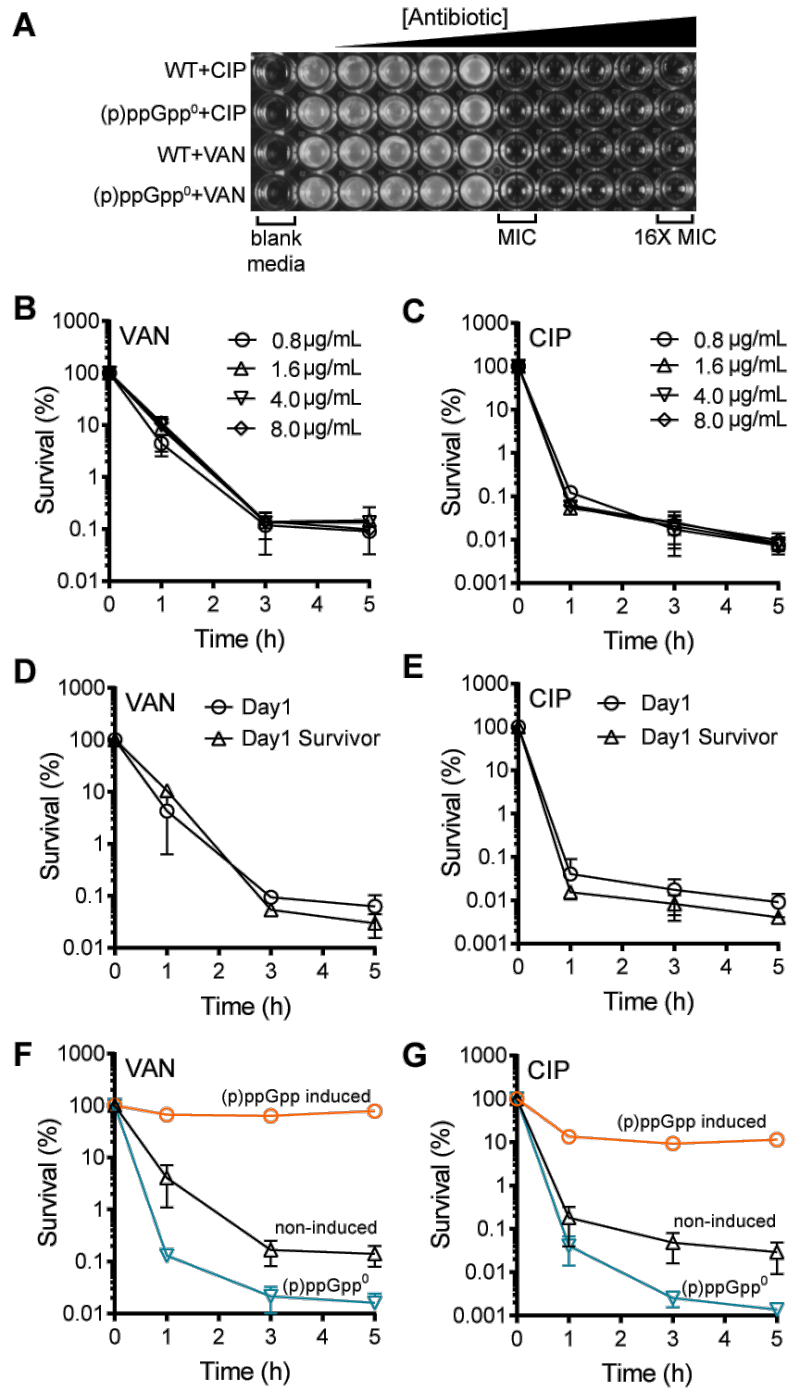 A
[Antibiotic]
WT+CIP
(p)ppGpp⁰+CIP
WT+VAN
(p)ppGpp⁰+VAN
blank
media
MIC
16X MIC
B
VAN
0.8 µg/mL
1.6 µg/mL
4.0 µg/mL
8.0 µg/mL
Survival (%)
1000
100
10
1
0.1
0.01
0 1 2 3 4 5
Time (h)
C
CIP
0.8 µg/mL
1.6 µg/mL
4.0 µg/mL
8.0 µg/mL
Survival (%)
1000
100
10
1
0.1
0.01
0.001
0 1 2 3 4 5
Time (h)
D
VAN
Day1
Day1 Survivor
Survival (%)
1000
100
10
1
0.1
0.01
0 1 2 3 4 5
Time (h)
E
CIP
Day1
Day1 Survivor
Survival (%)
1000
100
10
1
0.1
0.01
0.001
0 1 2 3 4 5
Time (h)
F
VAN
(p)ppGpp induced
non-induced
(p)ppGpp⁰
Survival (%)
1000
100
10
1
0.1
0.01
0 1 2 3 4 5
Time (h)
G
CIP
(p)ppGpp induced
non-induced
(p)ppGpp⁰
Survival (%)
1000
100
10
1
0.1
0.01
0.001
0 1 2 3 4 5
Time (h)